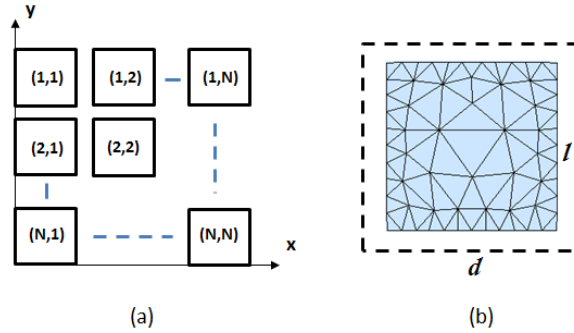 y
(1,1) (1,2) (1,N)
(2,1) (2,2)
(N,1) (N,N)
x
l
d
(a) (b)